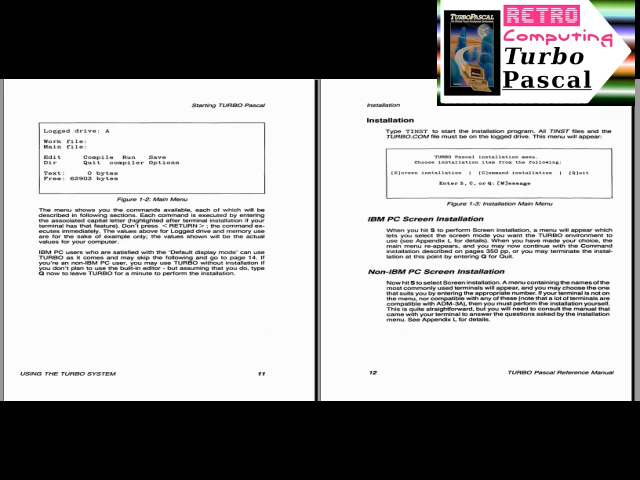 RETRO
Computing
Turbo
Pascal
TURBO PASCAL
Starting TURBO Pascal
Logged drive: A
Work file:
Main file:
Edit Compile Run Save
Dir Quit compiler Options
Text: 0 bytes
Free: 62903 bytes
Figure 1-2: Main Menu
The menu shows you the commands available, each of which will be
described in following sections. Each command is executed by entering
the associated capital letter (highlighted after terminal installation if your
terminal has that feature). Don't press <RETURN>; the command ex-
ecutes immediately. The values above for Logged drive and memory use
are for the sake of example only; the values shown will be the actual
values for your computer.
IBM PC users who are satisfied with the 'Default display mode' can use
TURBO as it comes and may skip the following and go to page 14. If
you're an non-IBM PC user, you may use TURBO without installation if
you don't plan to use the built-in editor - but assuming that you do, type
Q now to leave TURBO for a minute to perform the installation.
USING THE TURBO SYSTEM 11
Installation
Installation
Type TINST to start the installation program. All TINST files and the
TURBO.COM file must be on the logged drive. This menu will appear:
TURBO Pascal installation menu.
Choose installation item from the following:
[S]creen installation | [C]ommand installation | [Q]uit
Enter S, C, or Q: [M]essage
Figure 1-3: Installation Main Menu
IBM PC Screen Installation
When you hit S to perform Screen installation, a menu will appear which
lets you select the screen mode you want the TURBO environment to
use (see Appendix L for details). When you have made your choice, the
main menu re-appears, and you may now continue with the Command
installation described on pages 350 pp. or you may terminate the instal-
lation at this point by entering Q for Quit.
Non-IBM PC Screen Installation
Now hit S to select Screen installation. A menu containing the names of the
most commonly used terminals will appear, and you may choose the one
that suits you by entering the appropriate number. If your terminal is not on
the menu, nor compatible with any of these (note that a lot of terminals are
compatible with ADM-3A), then you must perform the installation yourself.
This is quite straightforward, but you will need to consult the manual that
came with your terminal to answer the questions asked by the installation
menu. See Appendix L for details.
12 TURBO Pascal Reference Manual